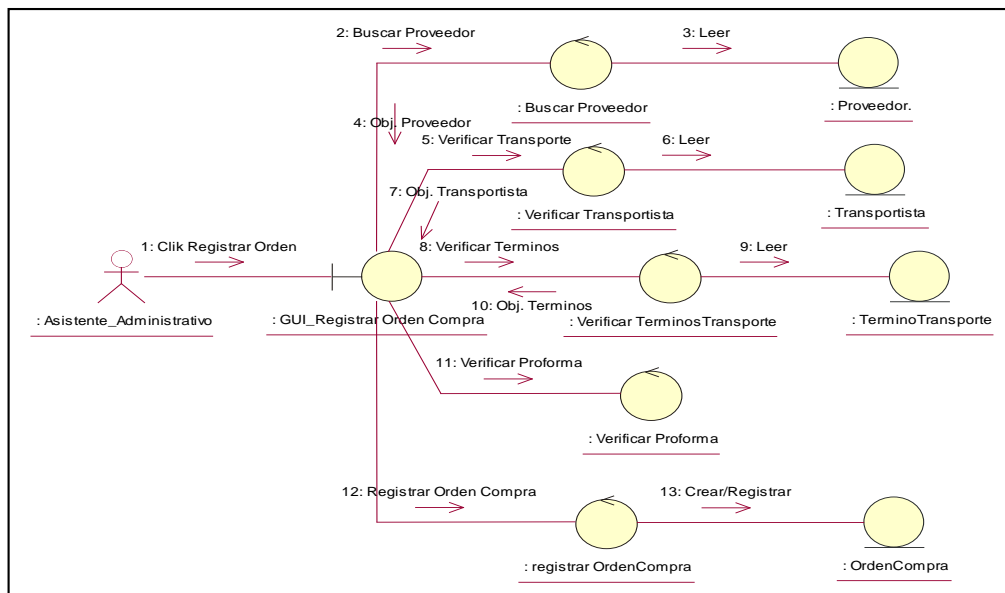 2: Buscar Proveedor
3: Leer
: Buscar Proveedor
: Proveedor.
4: Obj. Proveedor
5: Verificar Transporte
6: Leer
7: Obj. Transportista
: Verificar Transportista
: Transportista
1: Clik Registrar Orden
8: Verificar Terminos
9: Leer
10: Obj. Terminos
: Asistente_Administrativo
: GUI_Registrar Orden Compra
: Verificar TerminosTransporte
: TerminoTransporte
11: Verificar Proforma
: Verificar Proforma
12: Registrar Orden Compra
13: Crear/Registrar
: registrar OrdenCompra
: OrdenCompra